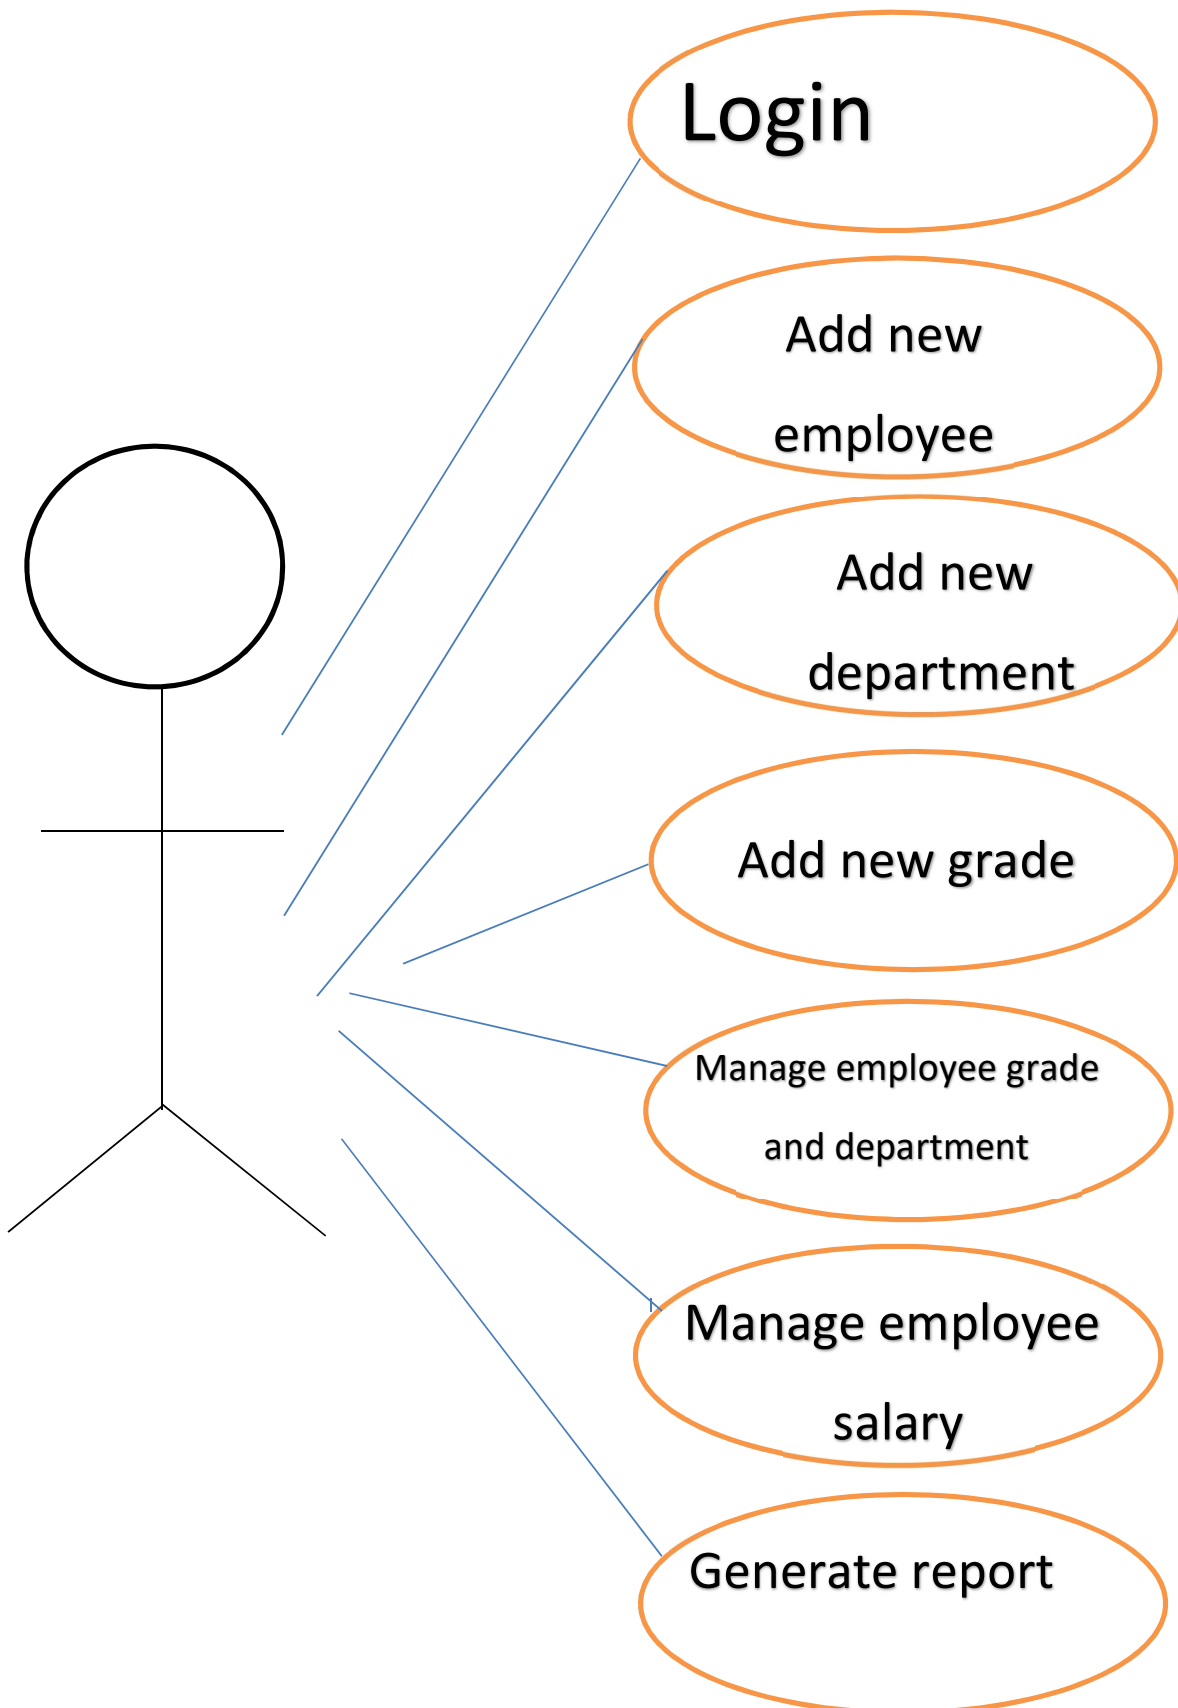 Login
Add new
employee
Add new
department
Add new grade
Manage employee grade
and department
Manage employee
salary
Generate report